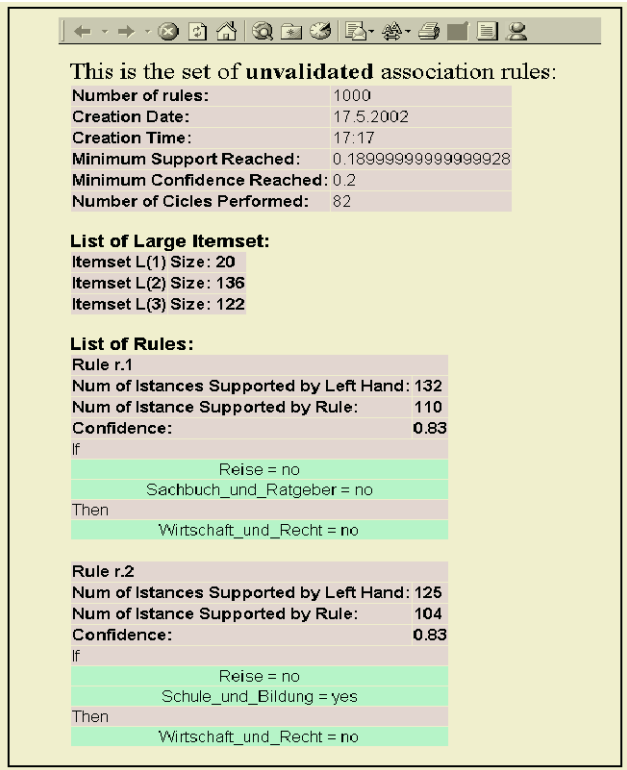 This is the set of unvalidated association rules:
Number of rules: 1000
Creation Date: 17.5.2002
Creation Time: 17:17
Minimum Support Reached: 0.18999999999999928
Minimum Confidence Reached: 0.2
Number of Cicles Performed: 82
List of Large Itemset:
Itemset L(1) Size: 20
Itemset L(2) Size: 136
Itemset L(3) Size: 122
List of Rules:
Rule r.1
Num of Istances Supported by Left Hand: 132
Num of Istance Supported by Rule: 110
Confidence: 0.83
If
Reise = no
Sachbuch_und_Ratgeber = no
Then
Wirtschaft_und_Recht = no
Rule r.2
Num of Istances Supported by Left Hand: 125
Num of Istance Supported by Rule: 104
Confidence: 0.83
If
Reise = no
Schule_und_Bildung = yes
Then
Wirtschaft_und_Recht = no